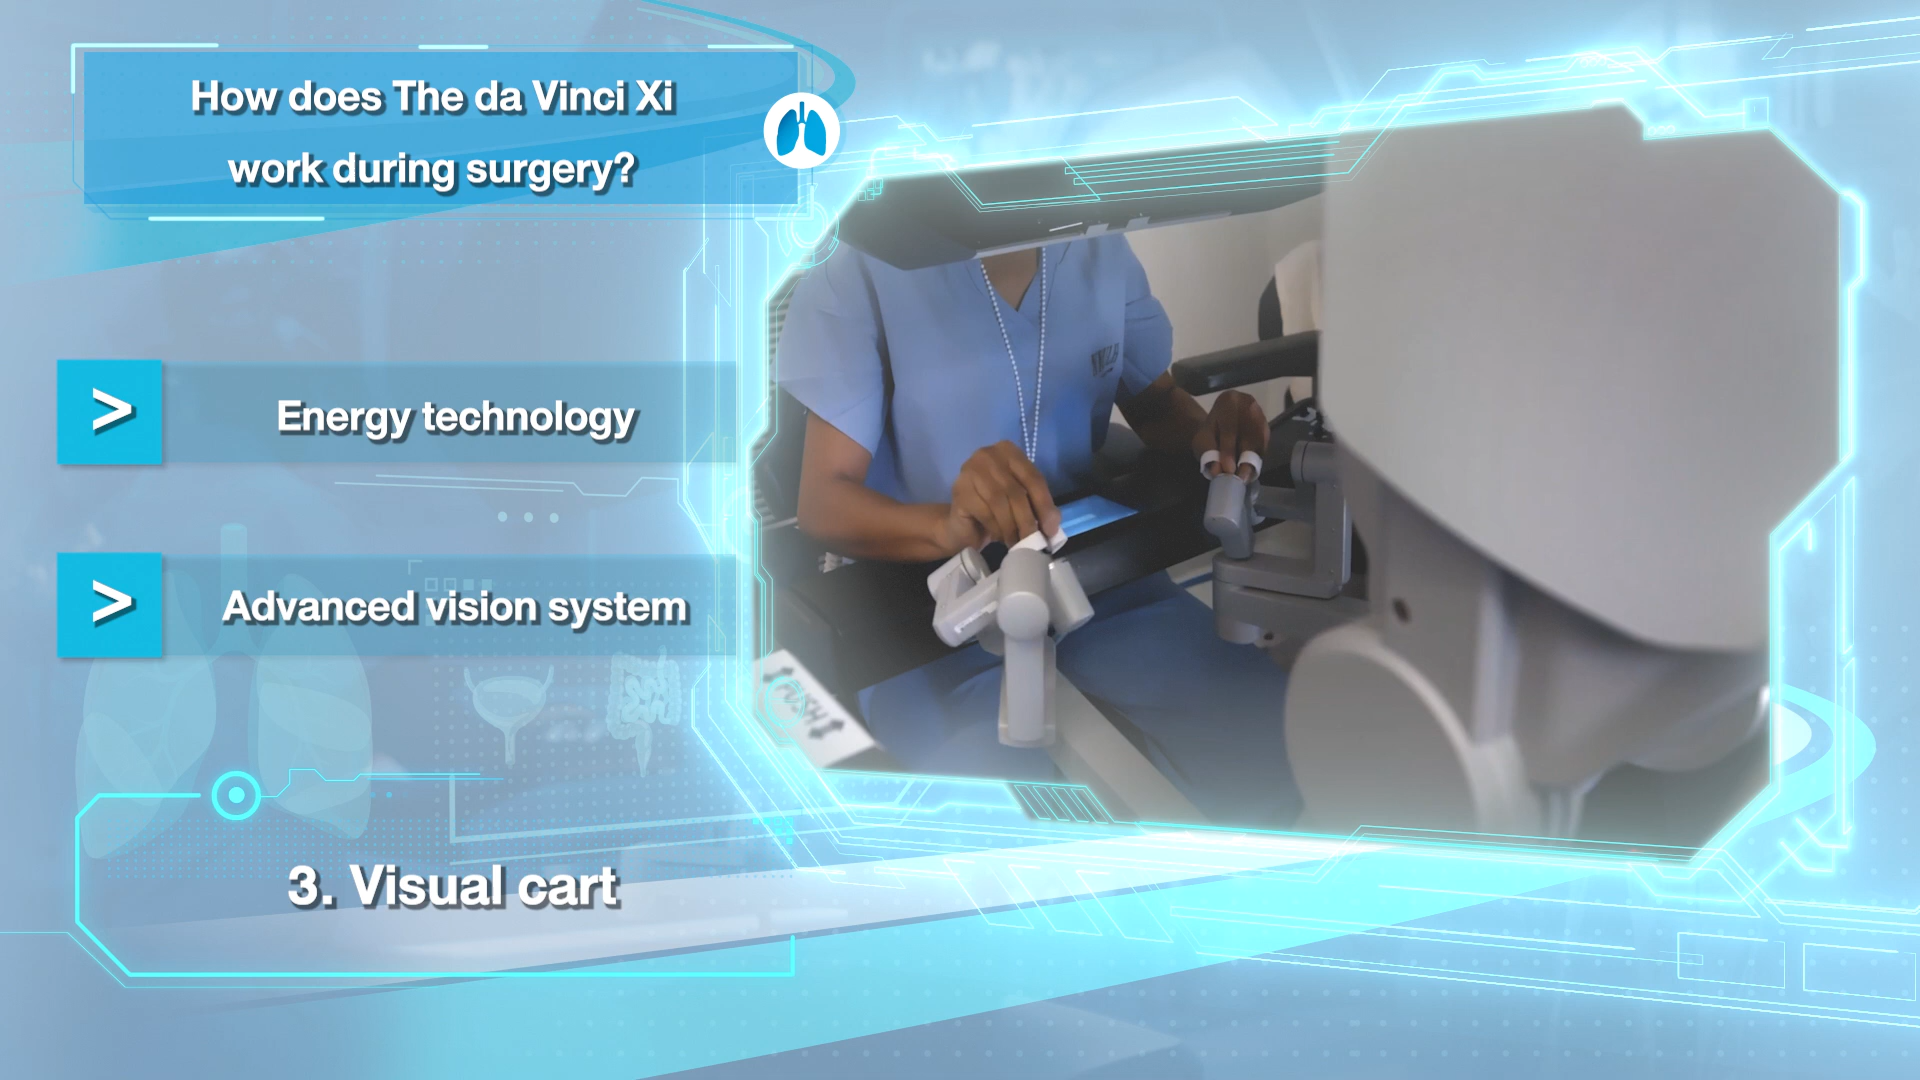 How does The da Vinci Xi
work during surgery?
>
Energy technology
>
Advanced vision system
3. Visual cart